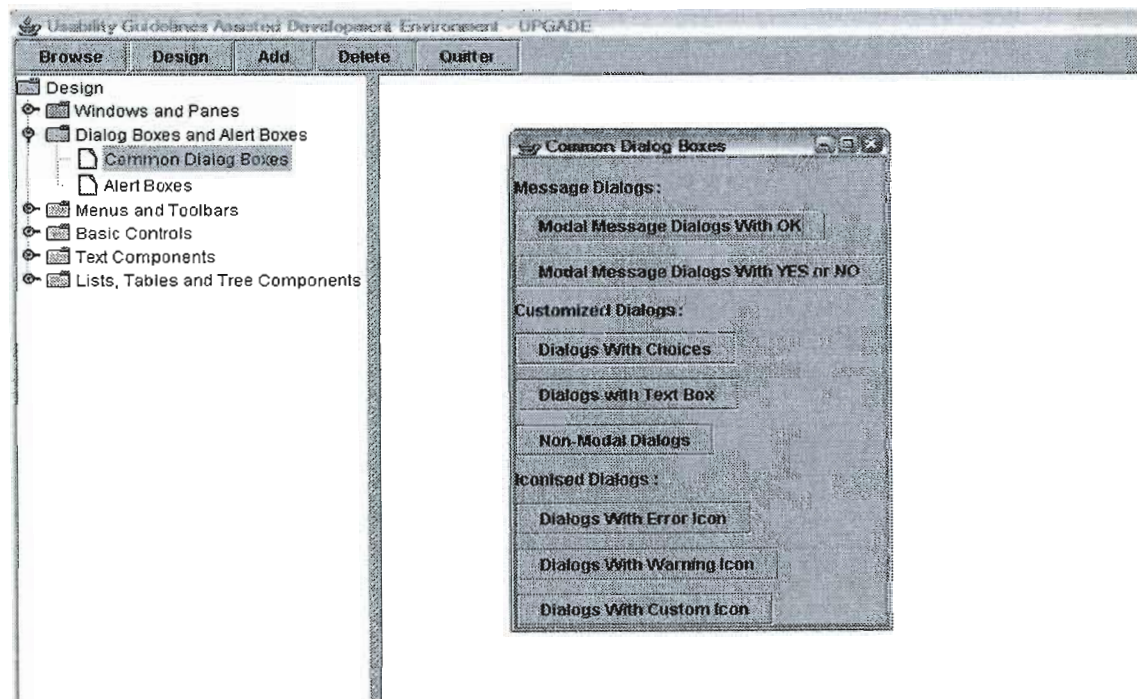 Usability Guidelines Assisted Development Environment - UPGADE
Browse Design Add Delete Quitter
Design
Windows and Panes
Dialog Boxes and Alert Boxes
Common Dialog Boxes
Alert Boxes
Menus and Toolbars
Basic Controls
Text Components
Lists, Tables and Tree Components
Common Dialog Boxes
Message Dialogs :
Modal Message Dialogs With OK
Modal Message Dialogs With YES or NO
Customized Dialogs :
Dialogs With Choices
Dialogs with Text Box
Non-Modal Dialogs
Iconised Dialogs :
Dialogs With Error Icon
Dialogs With Warning Icon
Dialogs With Custom Icon